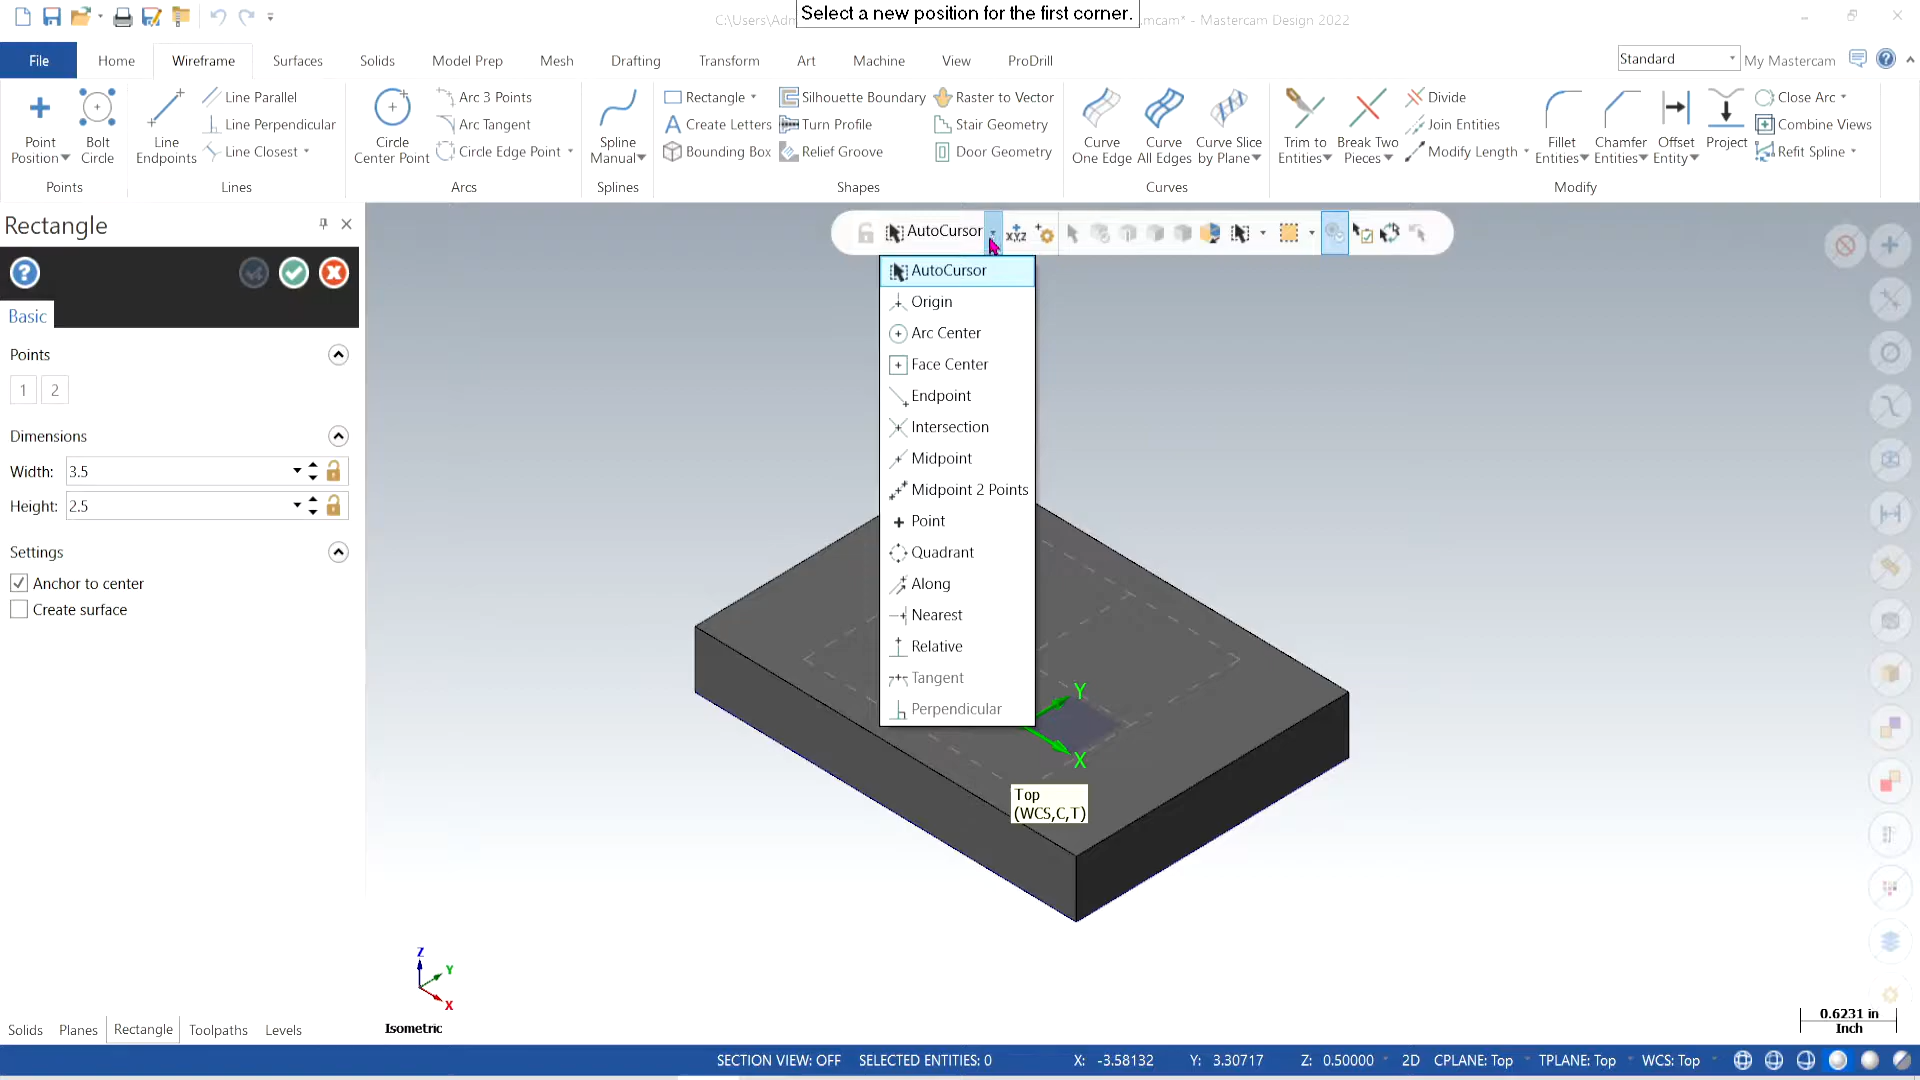 C:\Users\Adm
Select a new position for the first corner.
.mcam* - Mastercam Design 2022
File
Home
Wireframe
Surfaces
Solids
Model Prep
Mesh
Drafting
Transform
Art
Machine
View
ProDrill
Standard
My Mastercam
Point
Position
Bolt
Circle
Points
Line
Endpoints
Line Parallel
Line Perpendicular
Line Closest
Lines
Circle
Center Point
Arc 3 Points
Arc Tangent
Circle Edge Point
Arcs
Spline
Manual
Splines
Rectangle
Create Letters
Bounding Box
Silhouette Boundary
Turn Profile
Relief Groove
Raster to Vector
Stair Geometry
Door Geometry
Shapes
Curve
One Edge
Curve
All Edges
Curve Slice
by Plane
Curves
Trim to
Entities
Break Two
Pieces
Divide
Join Entities
Modify Length
Fillet
Entities
Chamfer
Entities
Offset
Entity
Project
Close Arc
Combine Views
Refit Spline
Modify
Rectangle
Basic
Points
1
2
Dimensions
Width:
3.5
Height:
2.5
Settings
Anchor to center
Create surface
AutoCursor
XYZ
AutoCursor
Origin
Arc Center
Face Center
Endpoint
Intersection
Midpoint
Midpoint 2 Points
Point
Quadrant
Along
Nearest
Relative
Tangent
Perpendicular
Y
X
Top
(WCS,C,T)
Z
Y
X
Isometric
0.6231 in
Inch
Solids
Planes
Rectangle
Toolpaths
Levels
SECTION VIEW: OFF
SELECTED ENTITIES: 0
X: -3.58132
Y: 3.30717
Z: 0.50000
2D
CPLANE: Top
TPLANE: Top
WCS: Top